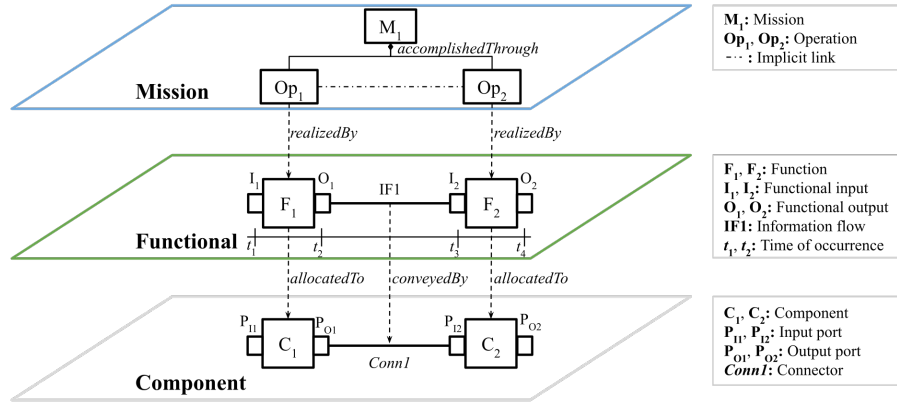 M1
accomplishedThrough
Mission
Op1
Op2
realizedBy
realizedBy
I1
O1
IF1
I2
O2
F1
F2
Functional
t1
t2
t3
t4
allocatedTo
conveyedBy
allocatedTo
PI1
PO1
PI2
PO2
C1
C2
Conn1
Component
M1: Mission
Op1, Op2: Operation
: Implicit link
F1, F2: Function
I1, I2: Functional input
O1, O2: Functional output
IF1: Information flow
t1, t2: Time of occurrence
C1, C2: Component
PI1, PI2: Input port
PO1, PO2: Output port
Conn1: Connector